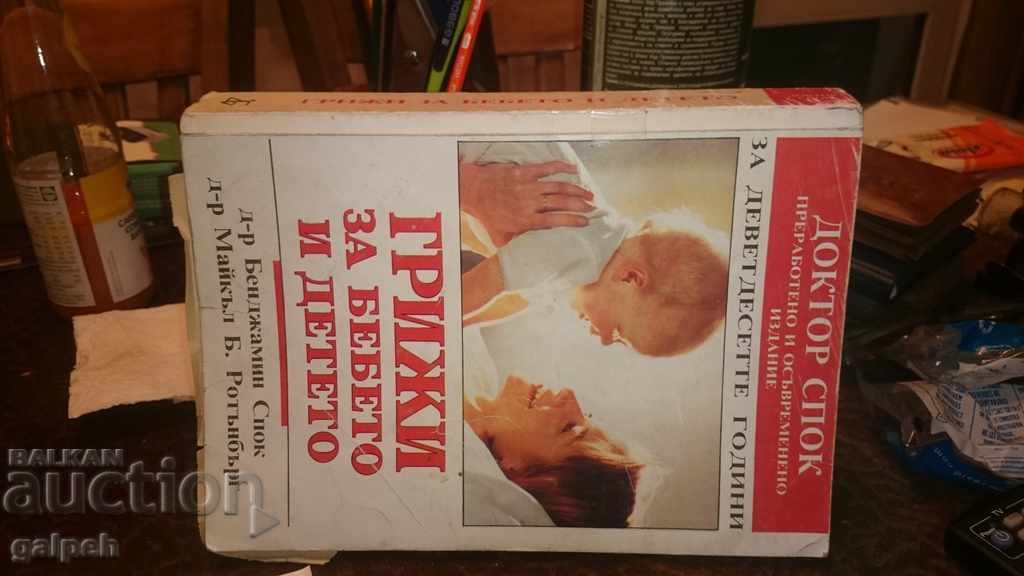 ДОКТОР СПОК
ПРЕРАБОТЕНО И ОСЪВРЕМЕНЕНО
ИЗДАНИЕ
ЗА ДЕВЕТДЕСЕТТЕ ГОДИНИ
ГРИЖИ
ЗА БЕБЕТО
И ДЕТЕТО
д-р Бенджамин Спок
д-р Майкъл Б. Ротънбърг
ГРИЖИ ЗА БЕБЕТО И ДЕТЕТО
BALKAN
auction
galpeh